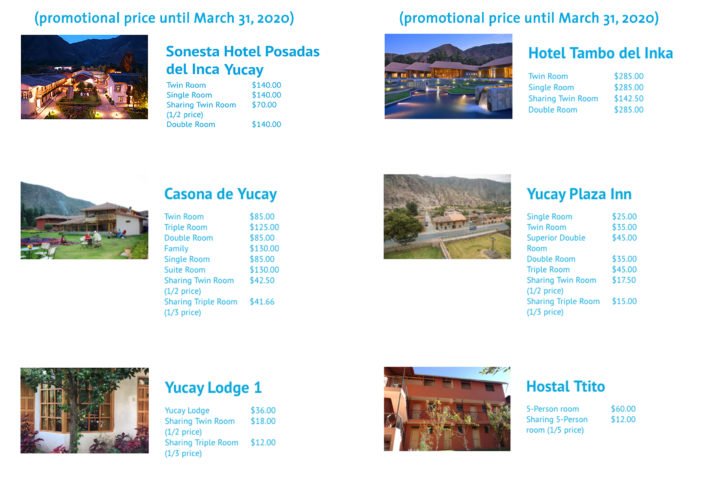 (promotional price until March 31, 2020)
Sonesta Hotel Posadas
del Inca Yucay
Twin Room $140.00
Single Room $140.00
Sharing Twin Room $70.00
(1/2 price)
Double Room $140.00
Casona de Yucay
Twin Room $85.00
Triple Room $125.00
Double Room $85.00
Family $130.00
Single Room $85.00
Suite Room $130.00
Sharing Twin Room $42.50
(1/2 price)
Sharing Triple Room $41.66
(1/3 price)
Yucay Lodge 1
Yucay Lodge $36.00
Sharing Twin Room $18.00
(1/2 price)
Sharing Triple Room $12.00
(1/3 price)
(promotional price until March 31, 2020)
Hotel Tambo del Inka
Twin Room $285.00
Single Room $285.00
Sharing Twin Room $142.50
Double Room $285.00
Yucay Plaza Inn
Single Room $25.00
Twin Room $35.00
Superior Double $45.00
Room
Double Room $35.00
Triple Room $45.00
Sharing Twin Room $17.50
(1/2 price)
Sharing Triple Room $15.00
(1/3 price)
Hostal Ttito
5-Person room $60.00
Sharing 5-Person $12.00
room (1/5 price)